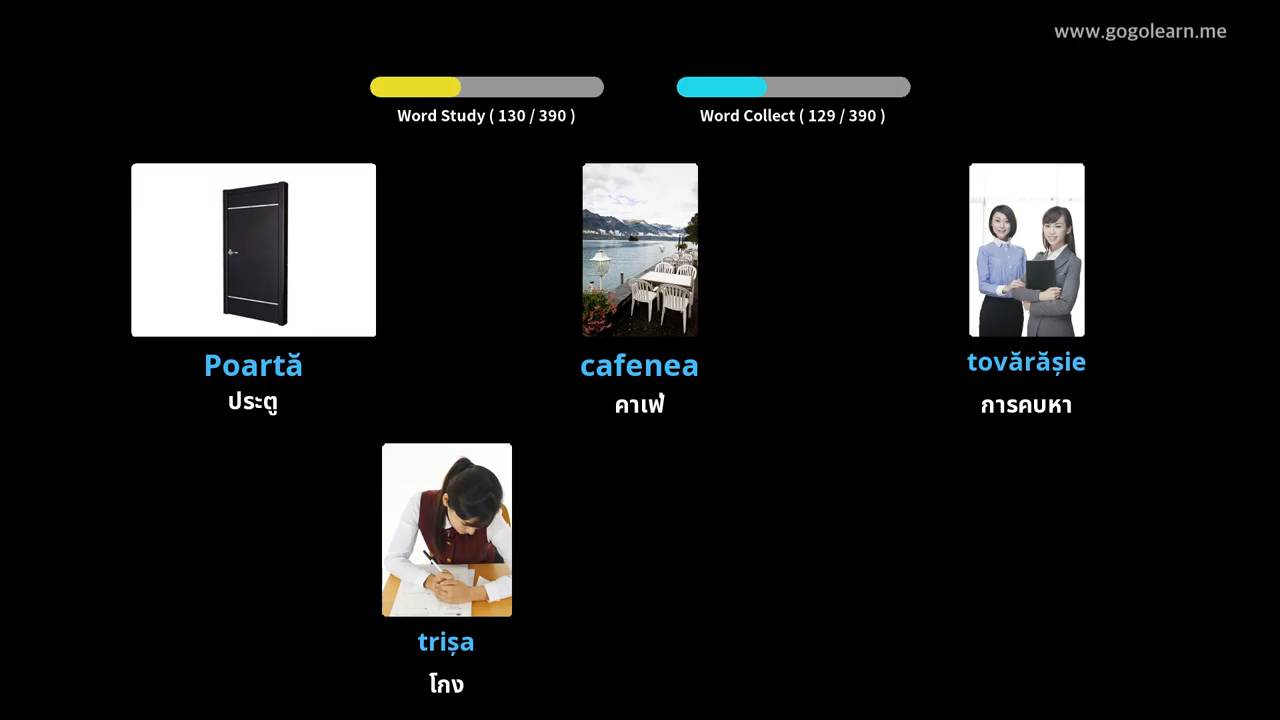 www.gogolearn.me
Word Study ( 130 / 390 )
Word Collect ( 129 / 390 )
Poartă
cafenea
tovărășie
ประตู
คาเฟ่
การคบหา
trișa
โกง